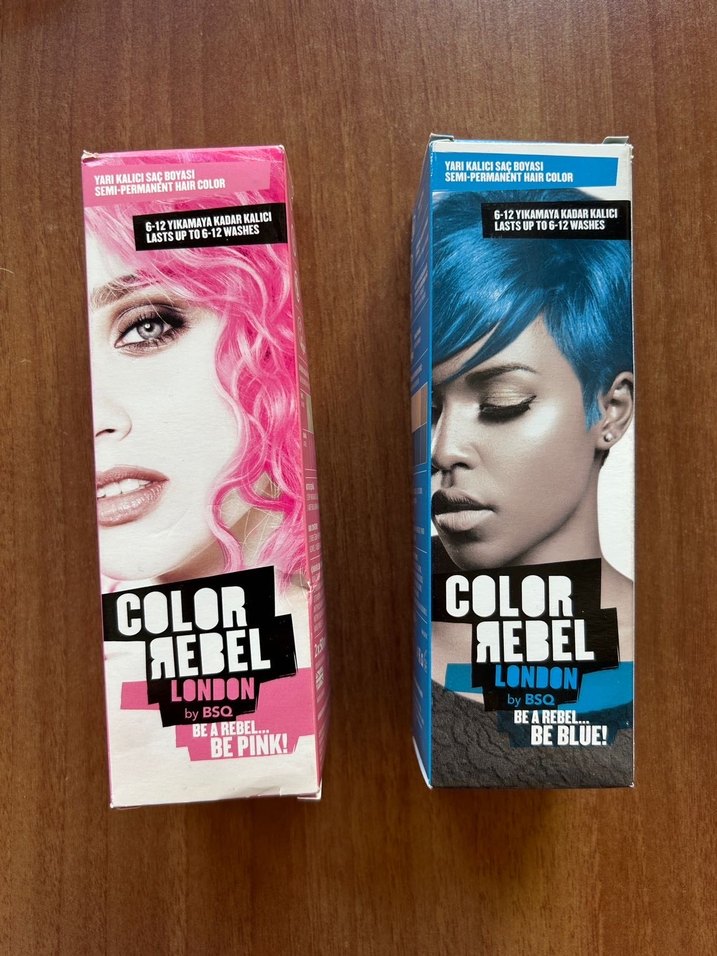 YARI KALICI SAÇ BOYASI
SEMI-PERMANENT HAIR COLOR
6-12 YIKAMAYA KADAR KALICI
LASTS UP TO 6-12 WASHES
COLOR
REBEL
LONDON
by BSQ
BE A REBEL...
BE PINK!
YARI KALICI SAÇ BOYASI
SEMI-PERMANENT HAIR COLOR
6-12 YIKAMAYA KADAR KALICI
LASTS UP TO 6-12 WASHES
COLOR
REBEL
LONDON
by BSQ
BE A REBEL...
BE BLUE!